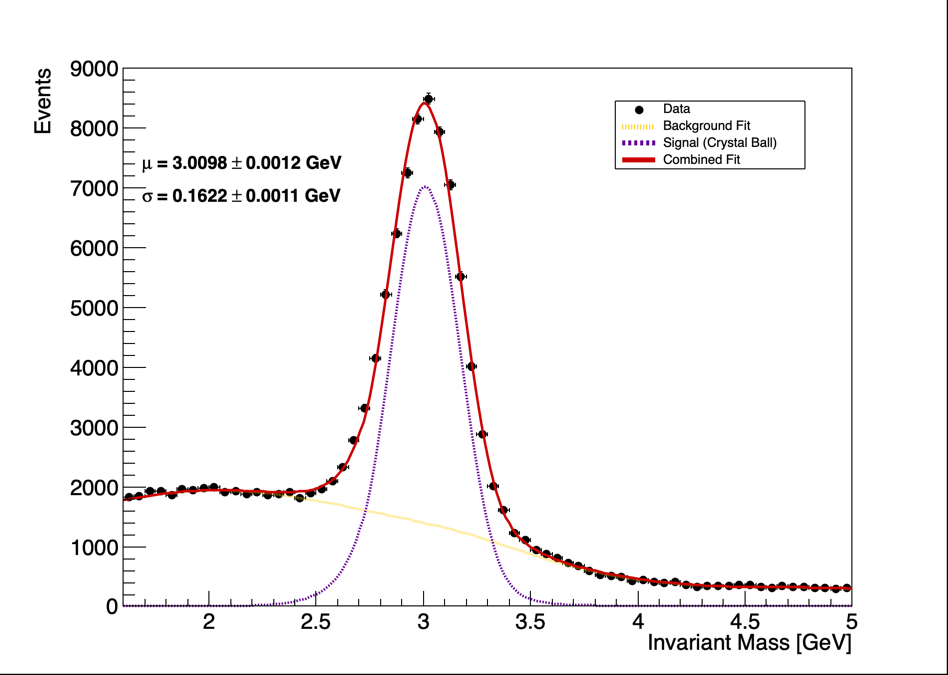 Events
9000
8000
7000
6000
5000
4000
3000
2000
1000
0
μ = 3.0098 ± 0.0012 GeV
σ = 0.1622 ± 0.0011 GeV
Data
Background Fit
Signal (Crystal Ball)
Combined Fit
2 2.5 3 3.5 4 4.5 5
Invariant Mass [GeV]